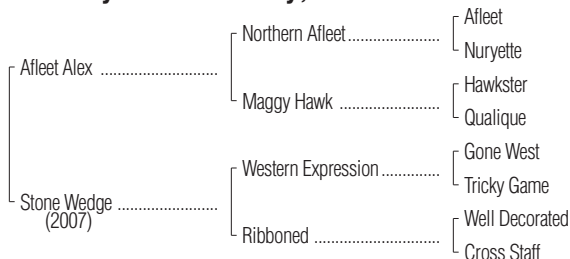 Afleet
Northern Afleet
Nuryette
Afleet Alex
Hawkster
Maggy Hawk
Qualique
Gone West
Western Expression
Tricky Game
Stone Wedge
(2007)
Well Decorated
Ribboned
Cross Staff